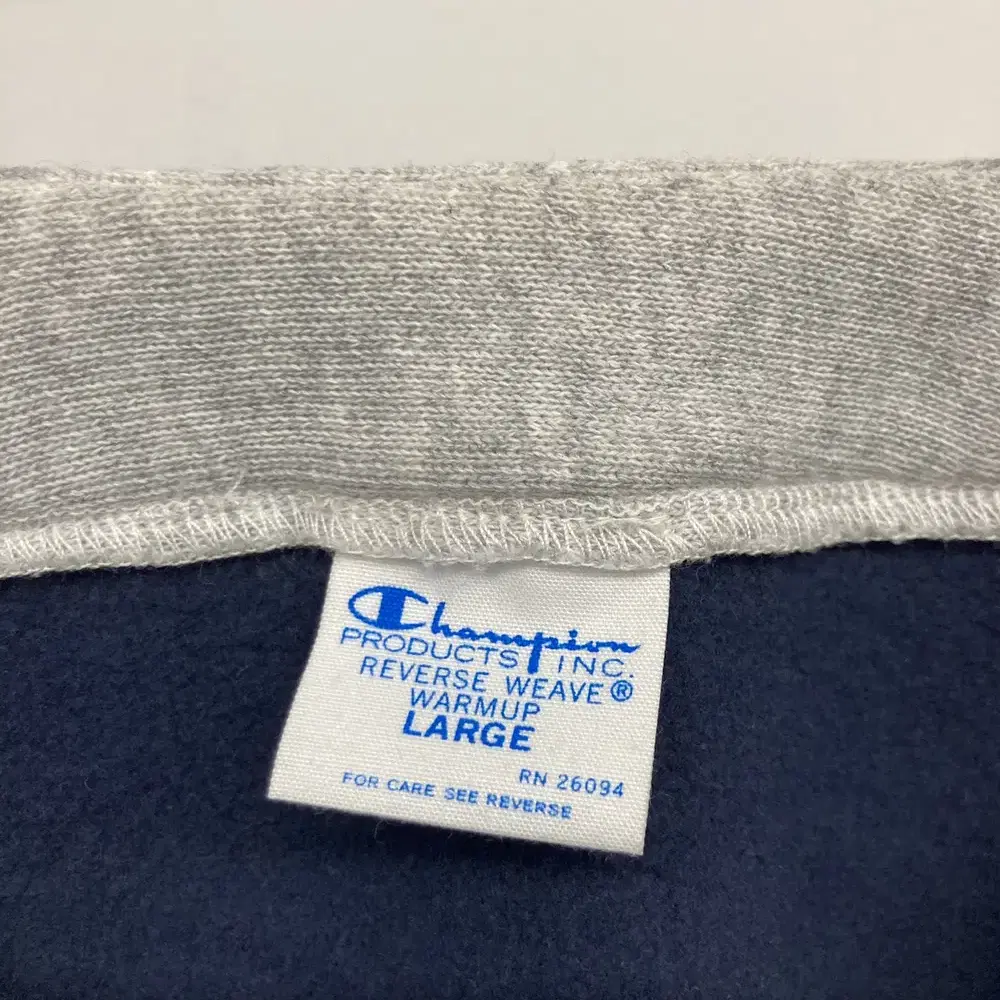 Champion
PRODUCTS INC.
REVERSE WEAVE®
WARMUP
LARGE
RN 26094
FOR CARE SEE REVERSE